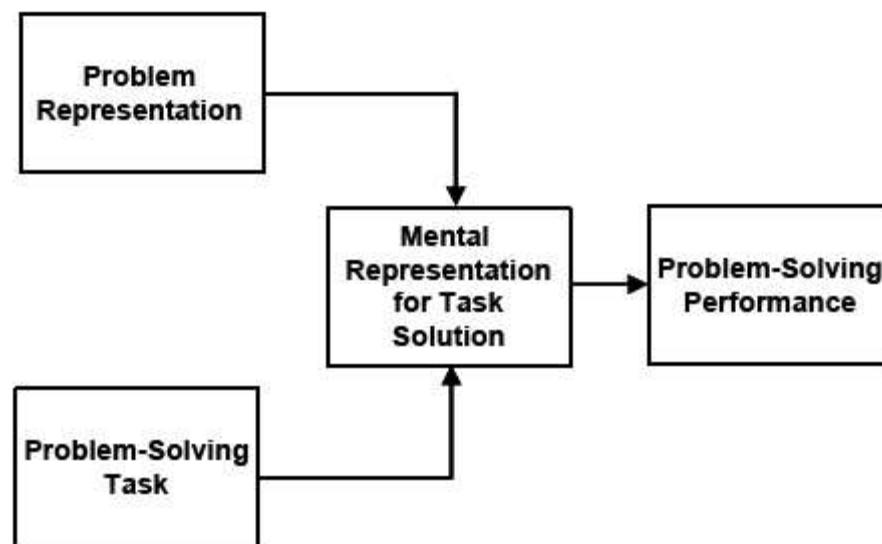 Problem
Representation
Mental
Representation
for Task
Solution
Problem-Solving
Performance
Problem-Solving
Task